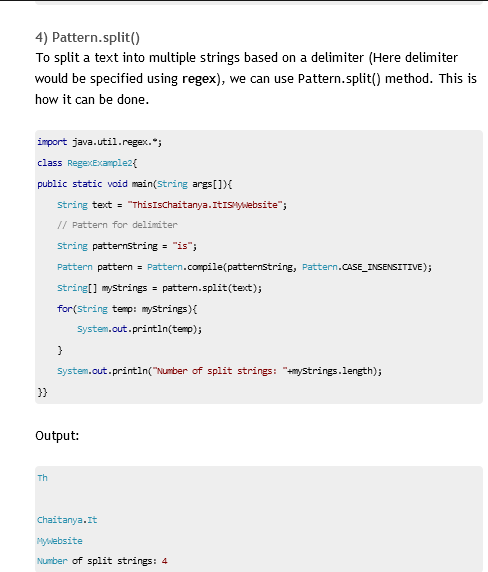 4) Pattern.split()
To split a text into multiple strings based on a delimiter (Here delimiter
would be specified using regex), we can use Pattern.split() method. This is
how it can be done.
import java.util.regex.*;
class RegexExample2{
public static void main(String args[]){
String text = "ThisIsChaitanya.ItISMyWebsite";
// Pattern for delimiter
String patternString = "is";
Pattern pattern = Pattern.compile(patternString, Pattern.CASE_INSENSITIVE);
String[] myStrings = pattern.split(text);
for(String temp: myStrings){
System.out.println(temp);
}
System.out.println("Number of split strings: "+myStrings.length);
}}
Output:
Th
Chaitanya.It
MyWebsite
Number of split strings: 4